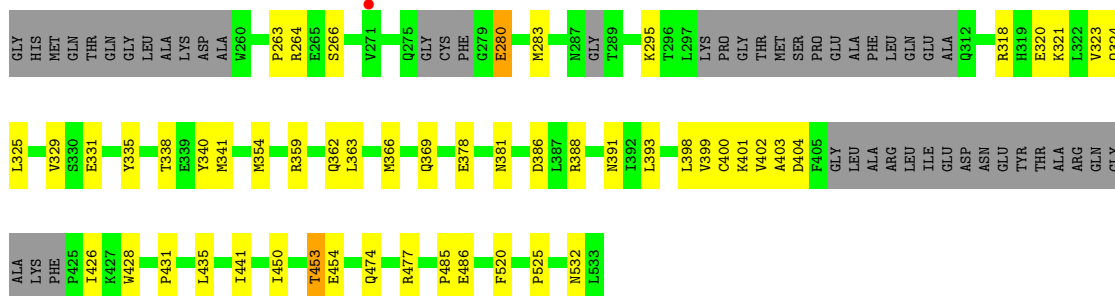 GLY HIS MET GLN THR GLN GLY LEU ALA LYS ASP ALA W260 P263 R264 E265 S266 V271 Q275 GLY CYS PHE G279 E280 M283 N287 GLY T289 K295 T296 L297 LYS PRO GLY THR MET SER PRO GLY ALA PHE LEU GLN GLU ALA Q312 R318 H319 E320 K321 L322 V323
L325 V329 S330 E331 Y335 T338 E339 Y340 M341 M354 R359 Q362 L363 M366 Q369 E378 N381 D386 L387 R388 N391 I392 L393 L398 V399 C400 K401 V402 A403 D404 F405 GLY LEU ALA ARG LEU ILE GLU ASP ASN GLU TYR THR ALA ARG GLN GLY
ALA LYS PHE P425 I426 K427 W428 P431 L435 I441 I450 T453 E454 Q474 R477 P485 E486 F520 P525 N532 L533